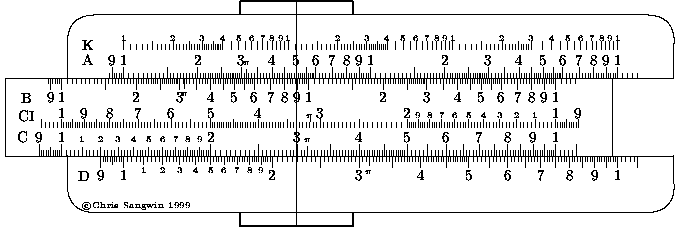 K 1 2 3 4 5 6 7 8 9 1 2 3 4 5 6 7 8 9 1 2 3 4 5 6 7 8 9 1
A 9 1 2 3 π 4 5 6 7 8 9 1 2 3 4 5 6 7 8 9 1
B 9 1 2 3 π 4 5 6 7 8 9 1 2 3 4 5 6 7 8 9 1
CI 1 9 8 7 6 5 4 π 3 2 9 8 7 6 5 4 3 2 1 1 9
C 9 1 1 2 3 4 5 6 7 8 9 2 3 π 4 5 6 7 8 9 1
D 9 1 1 2 3 4 5 6 7 8 9 2 3 π 4 5 6 7 8 9 1
©Chris Sangwin 1999